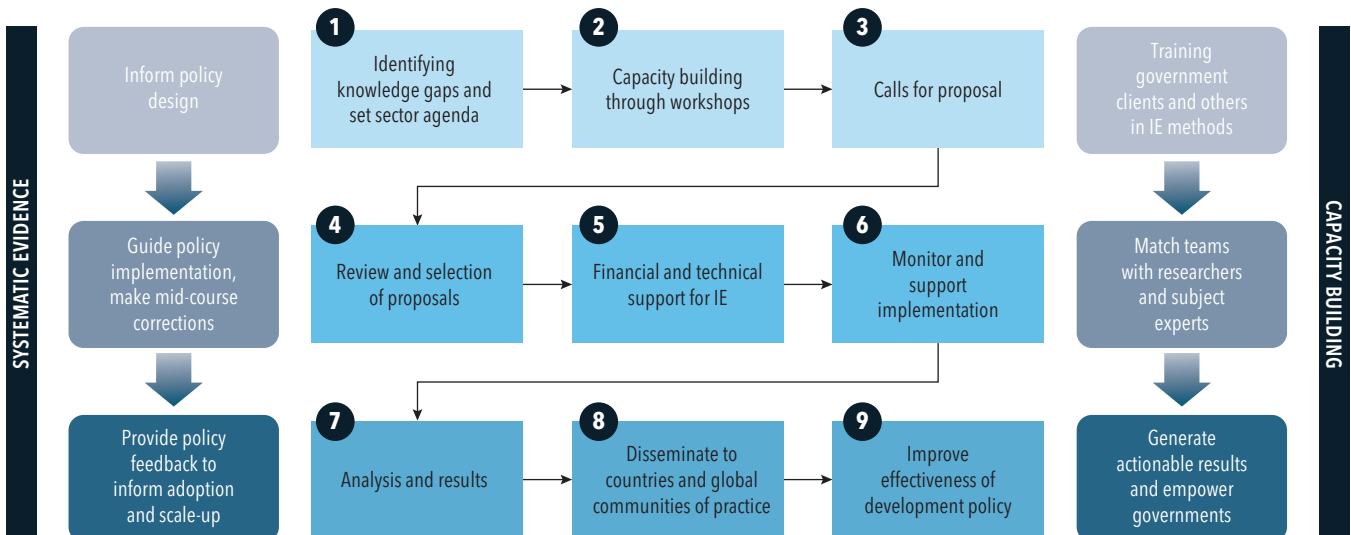 SYSTEMATIC EVIDENCE
Inform policy
design
Guide policy
implementation,
make mid-course
corrections
Provide policy
feedback to
inform adoption
and scale-up
1
Identifying
knowledge gaps and
set sector agenda
2
Capacity building
through workshops
3
Calls for proposal
4
Review and selection
of proposals
5
Financial and technical
support for IE
6
Monitor and
support
implementation
7
Analysis and results
8
Disseminate to
countries and global
communities of practice
9
Improve
effectiveness of
development policy
Training
government
clients and others
in IE methods
Match teams
with researchers
and subject
experts
Generate
actionable results
and empower
governments
CAPACITY BUILDING